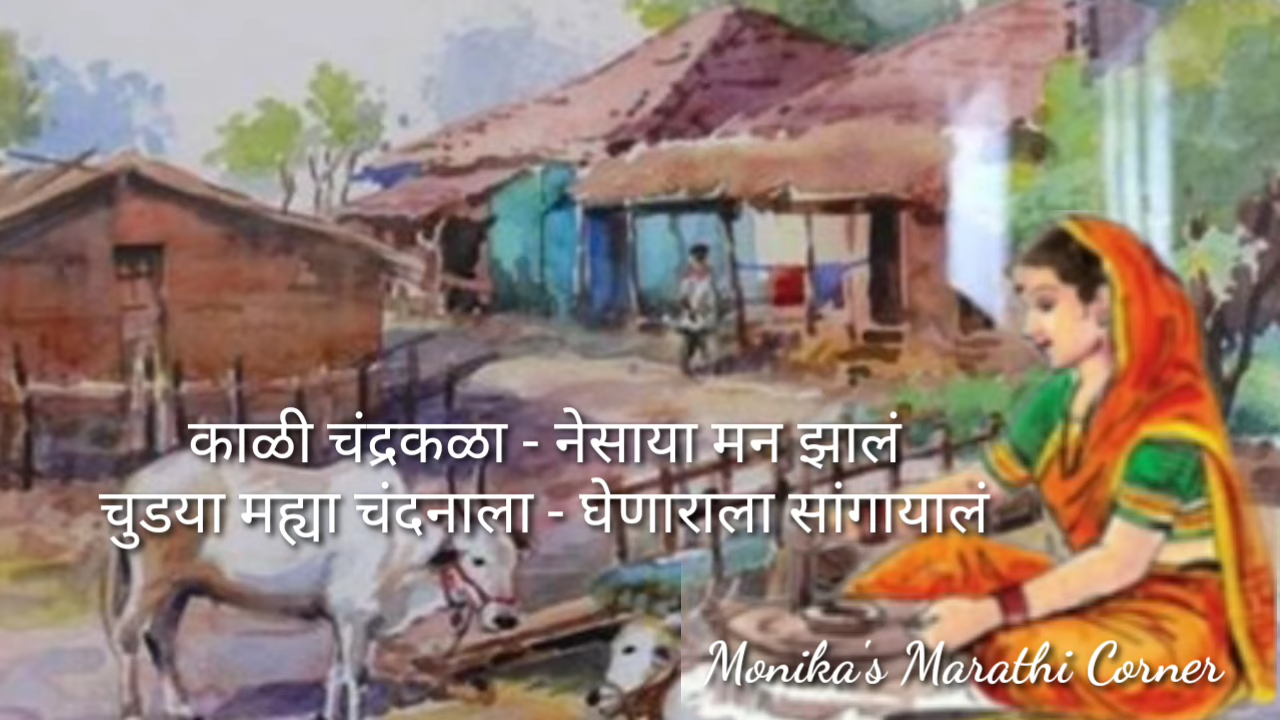 काळी चंद्रकळा - नेसाया मन झालं
चुडया मह्या चंदनाला - घेणाराला सांगायालं
Monika's Marathi Corner